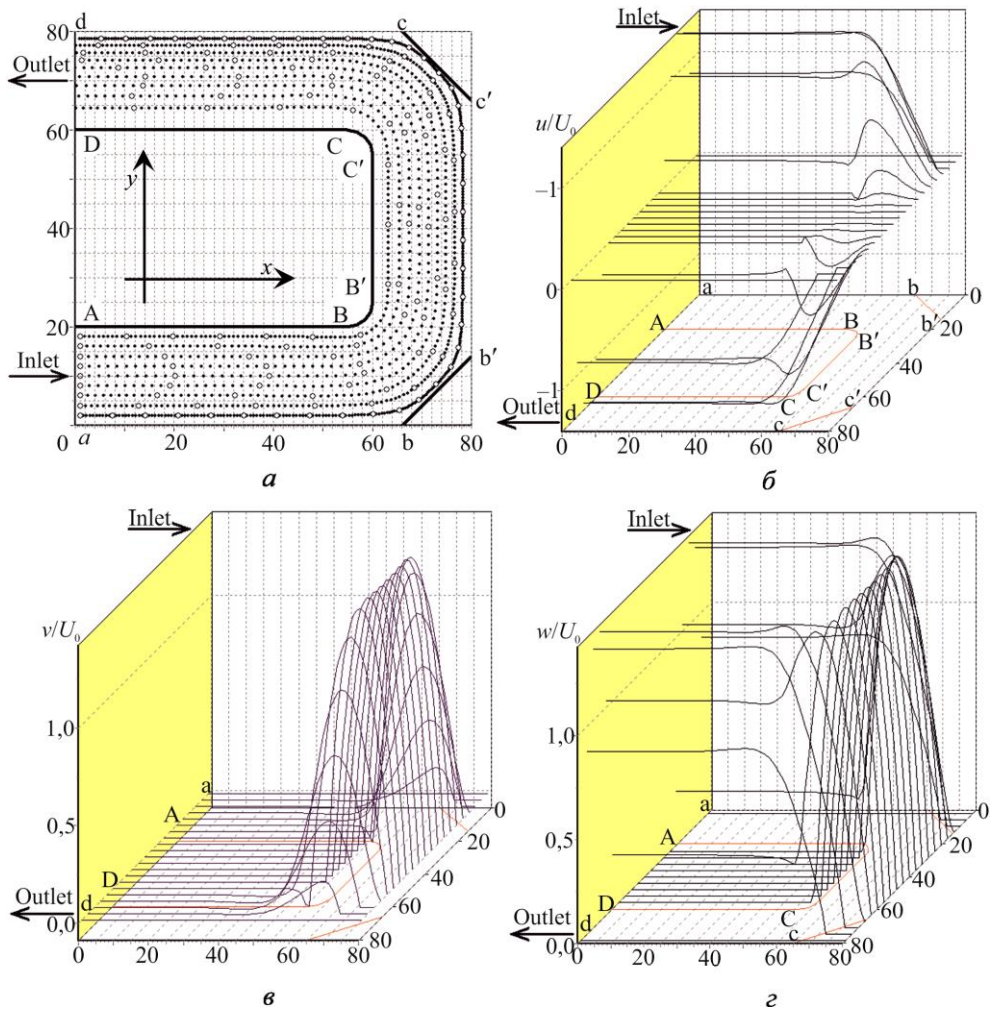 80
d
c
Outlet
c′
60
D
C
C′
y
40
x
B′
A
B
20
b′
Inlet
0
a
20
40
60
b
80
а
Inlet
u/U₀
–1
0
a
b
0
A
B
b′
20
B′
40
–1
D
C
C′
c′
60
Outlet
d
c
80
0
20
40
60
80
б
Inlet
v/U₀
1,0
a
0
0,5
A
20
D
40
Outlet
d
60
0,0
80
0
20
40
60
80
в
Inlet
w/U₀
1,0
a
0
0,5
A
20
40
D
C
60
Outlet
d
c
0,0
80
0
20
40
60
80
г